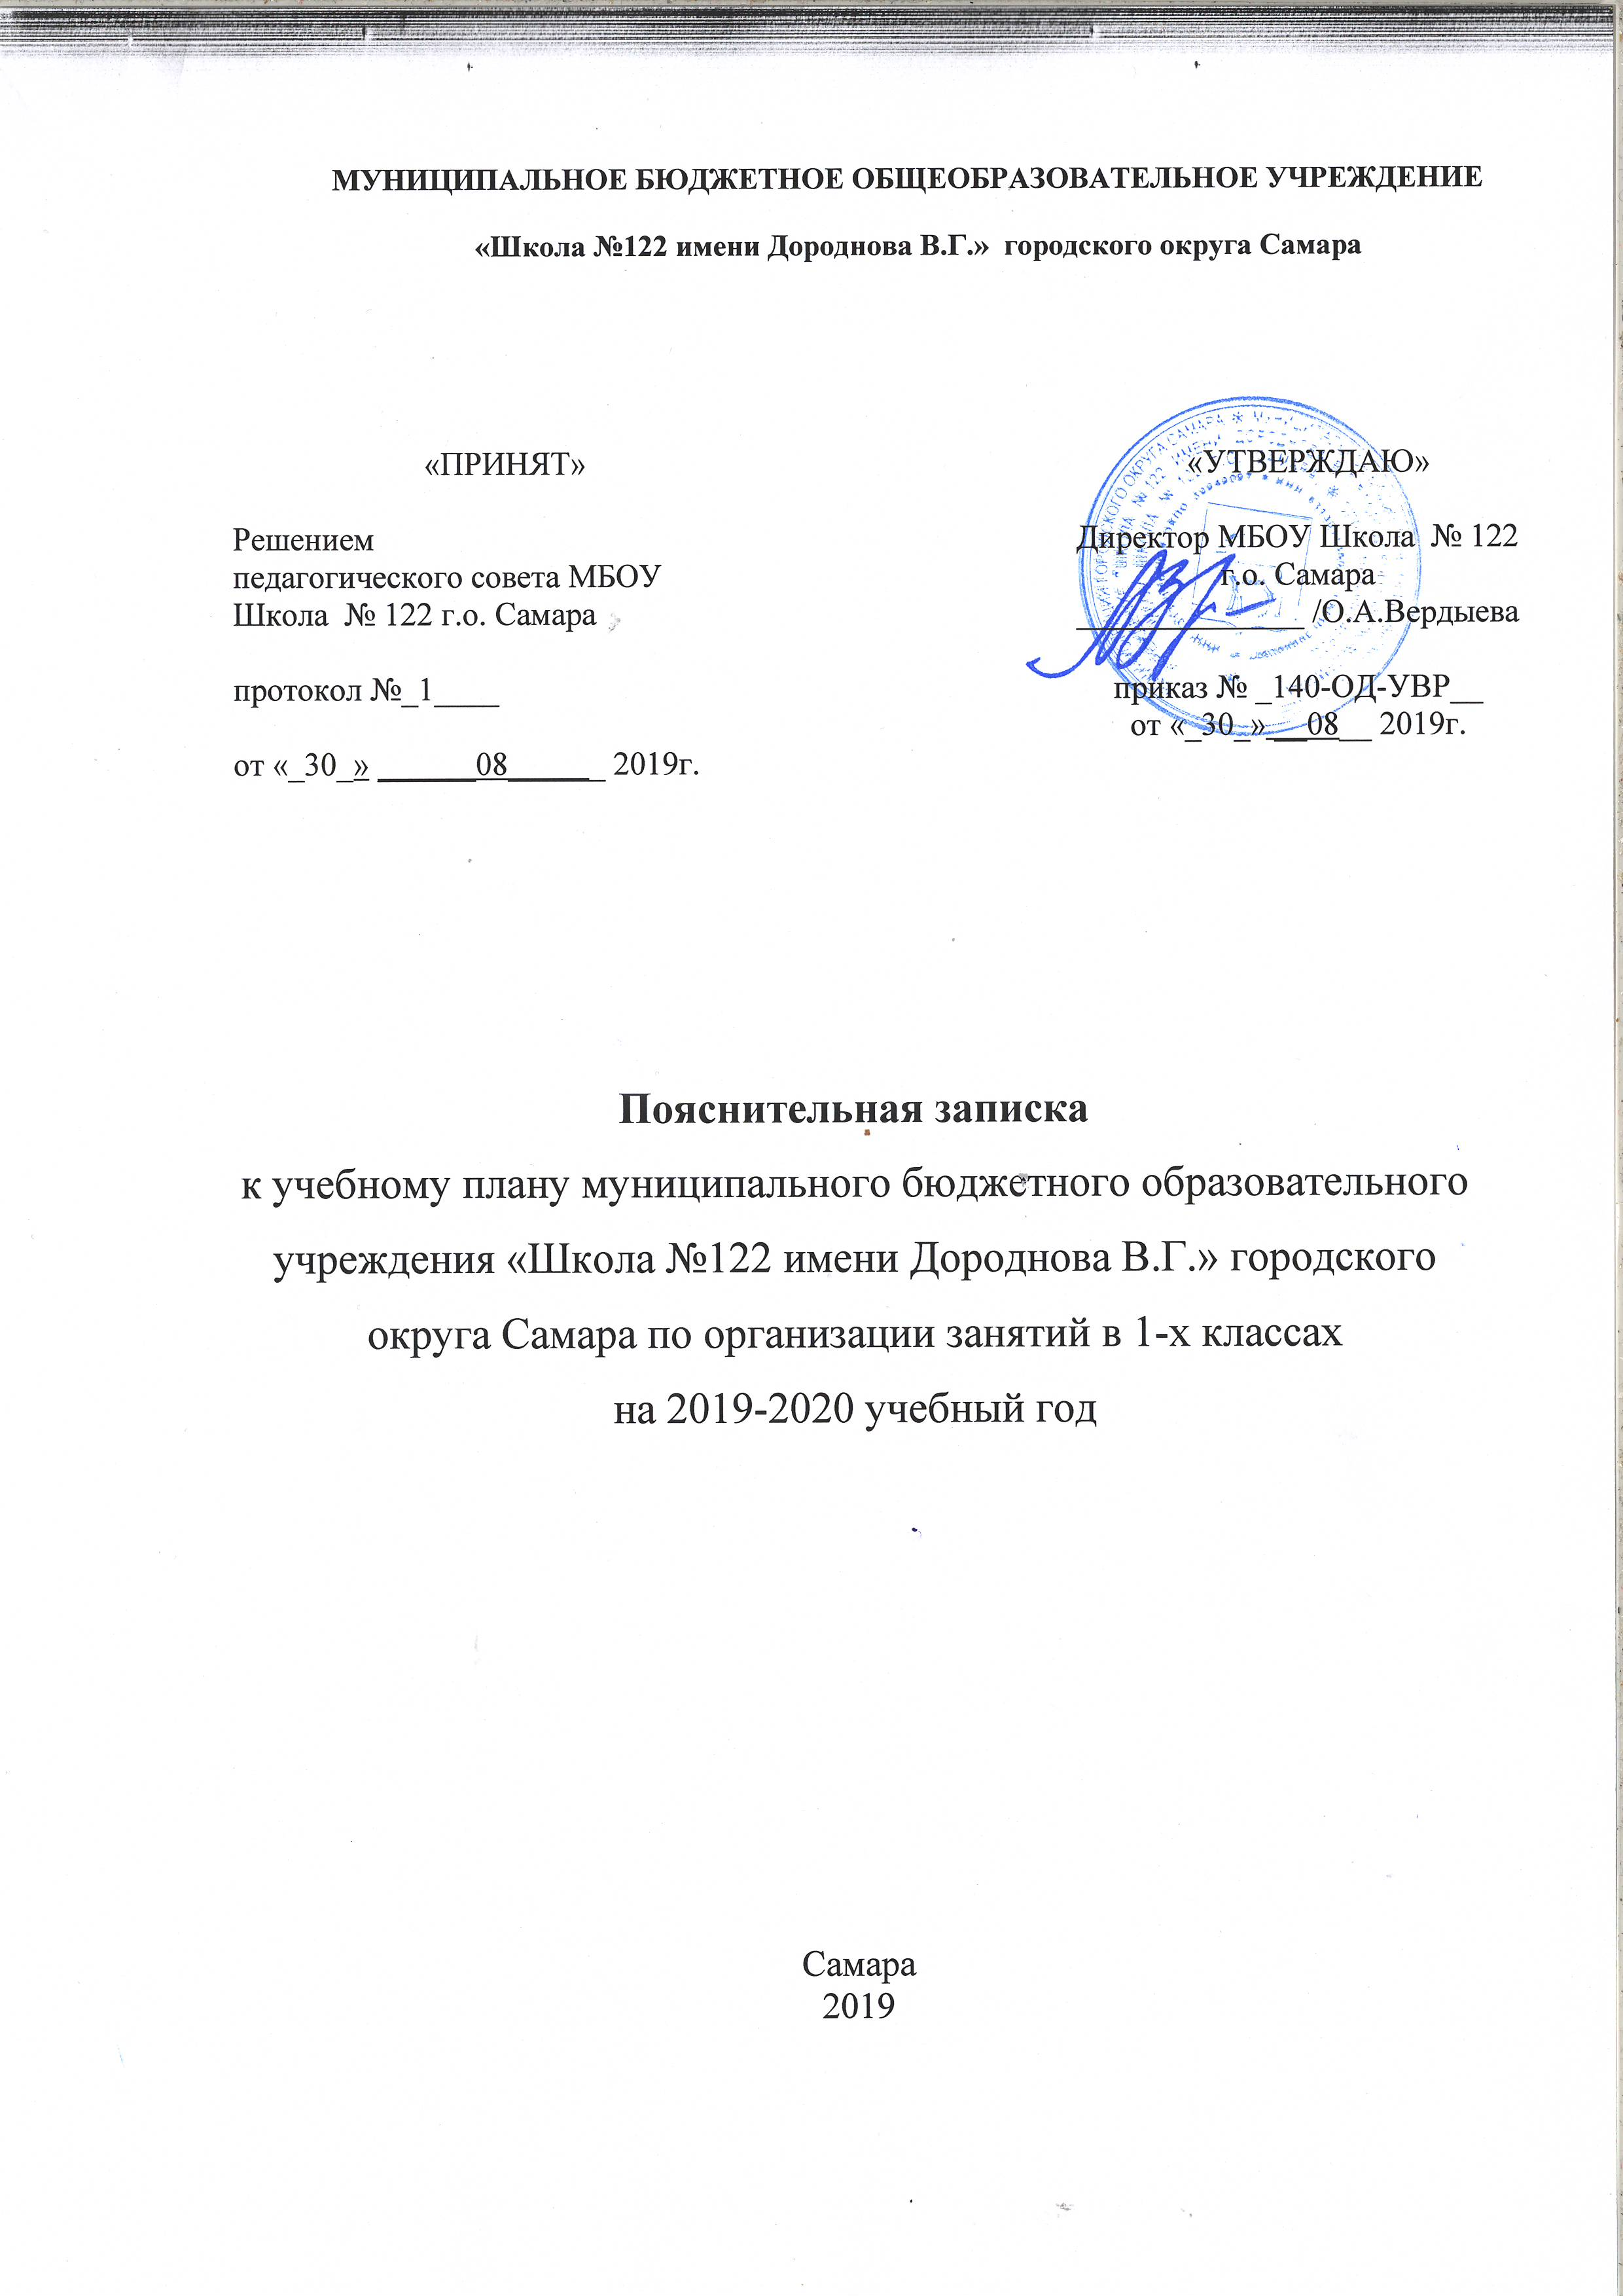 МУНИЦИПАЛЬНОЕ БЮДЖЕТНОЕ ОБЩЕОБРАЗОВАТЕЛЬНОЕ УЧРЕЖДЕНИЕ
«Школа №122 имени Дороднова В.Г.» городского округа Самара
«ПРИНЯТ»
Решением
педагогического совета МБОУ
Школа № 122 г.о. Самара
протокол №_1____
от «_30_» ______08______ 2019г.
«УТВЕРЖДАЮ»
Директор МБОУ Школа № 122
г.о. Самара
______________ /О.А.Вердыева
приказ № _140-ОД-УВР__
от «_30_»__08__ 2019г.
Пояснительная записка
к учебному плану муниципального бюджетного образовательного
учреждения «Школа №122 имени Дороднова В.Г.» городского
округа Самара по организации занятий в 1-х классах
на 2019-2020 учебный год
Самара
2019